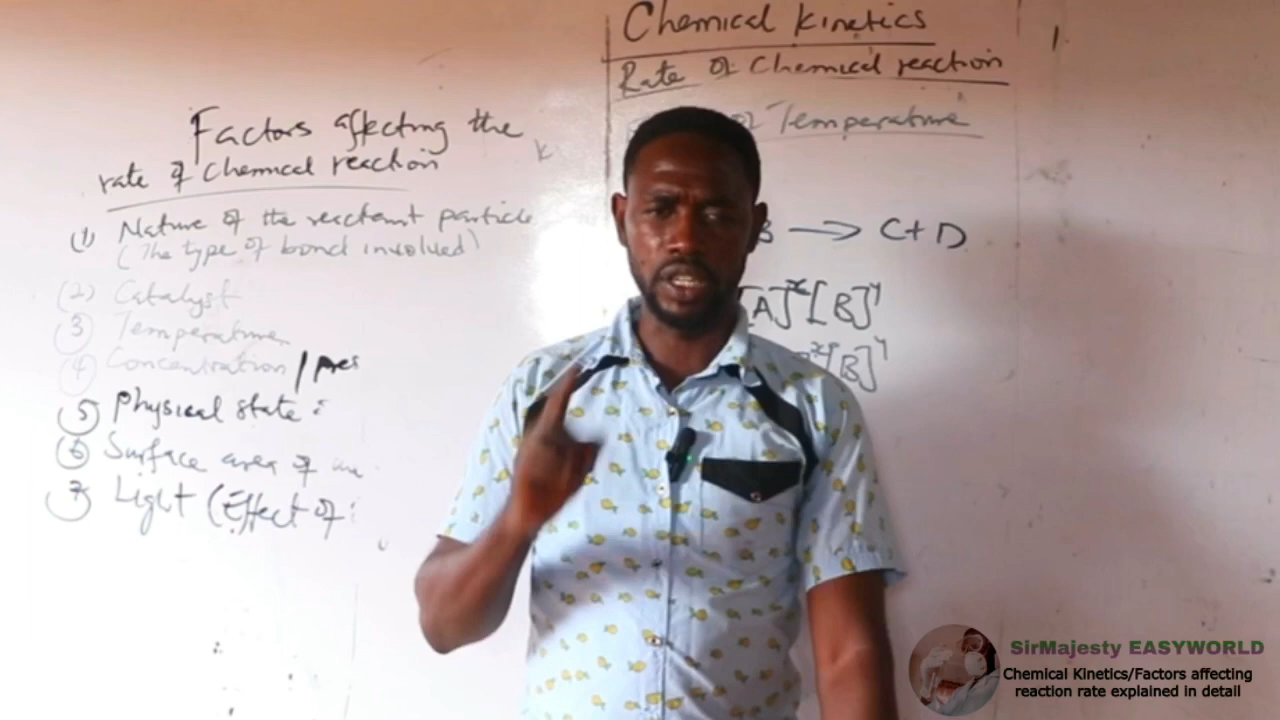 Chemical Kinetics
Rate of Chemical reaction
of Temperature
Factors affecting the
rate of Chemical reaction
(1) Nature of the reactant particle
(The type of bond involved)
(2) Catalyst
(3) Temperature
(4) Concentration / pres
(5) Physical state
(6) Surface area of
(7) Light (Effect of
B → C + D
[A]^x [B]^y
[B]^y
SirMajesty EASYWORLD
Chemical Kinetics/Factors affecting
reaction rate explained in detail